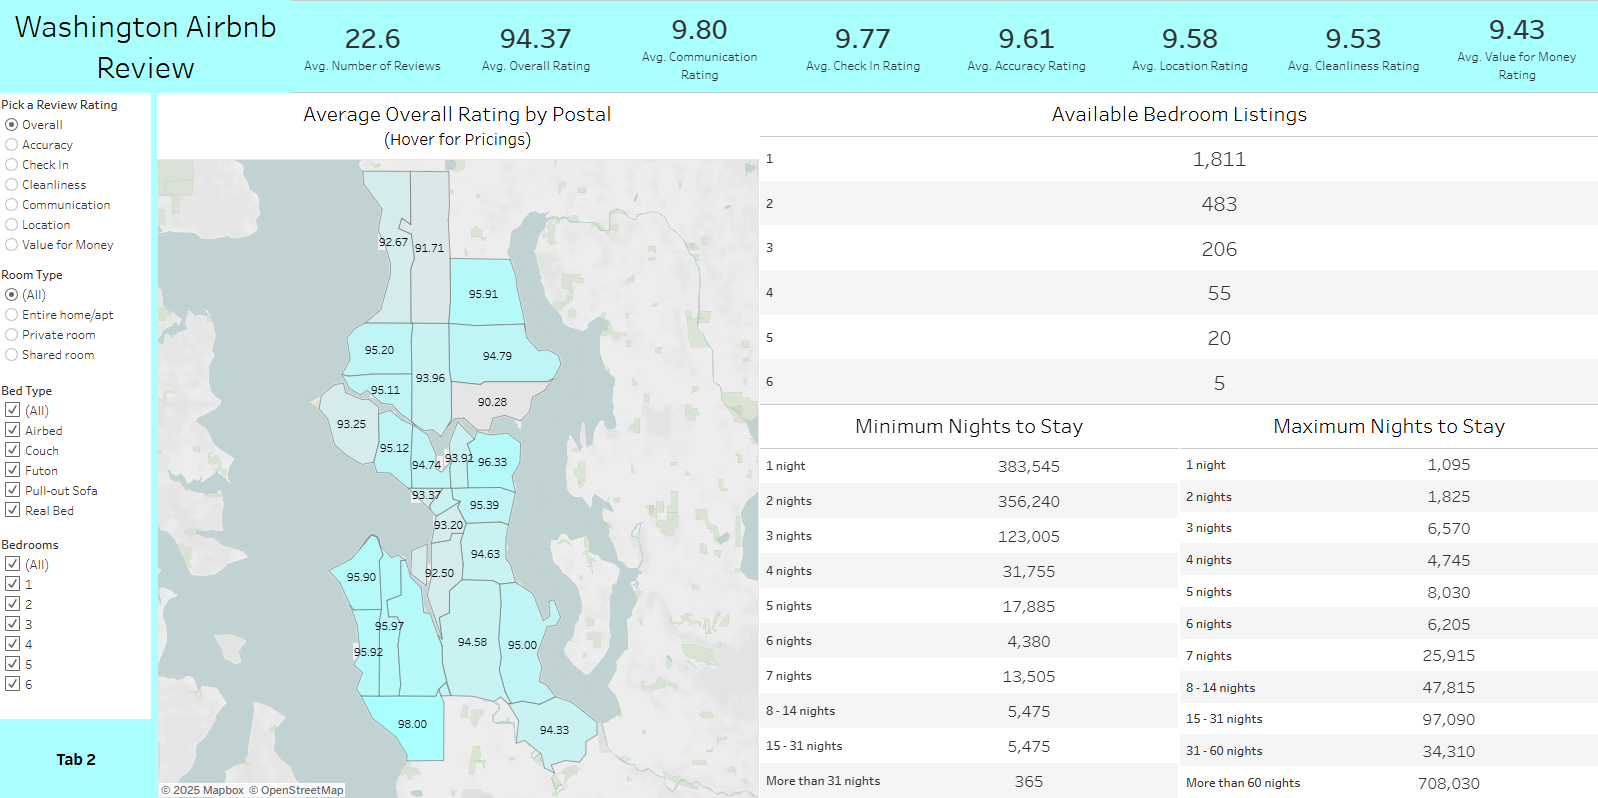 Washington Airbnb
Review
22.6
Avg. Number of Reviews
94.37
Avg. Overall Rating
9.80
Avg. Communication
Rating
9.77
Avg. Check In Rating
9.61
Avg. Accuracy Rating
9.58
Avg. Location Rating
9.53
Avg. Cleanliness Rating
9.43
Avg. Value for Money
Rating
Pick a Review Rating
Overall
Accuracy
Check In
Cleanliness
Communication
Location
Value for Money
Room Type
(All)
Entire home/apt
Private room
Shared room
Bed Type
(All)
Airbed
Couch
Futon
Pull-out Sofa
Real Bed
Bedrooms
(All)
1
2
3
4
5
6
Tab 2
Average Overall Rating by Postal
(Hover for Pricings)
92.67
91.71
95.91
95.20
94.79
93.96
95.11
90.28
93.25
95.12
94.74
93.91
96.33
93.37
95.39
93.20
94.63
92.50
95.90
95.97
95.92
94.58
95.00
98.00
94.33
© 2025 Mapbox © OpenStreetMap
Available Bedroom Listings
1 1,811
2 483
3 206
4 55
5 20
6 5
Minimum Nights to Stay
1 night 383,545
2 nights 356,240
3 nights 123,005
4 nights 31,755
5 nights 17,885
6 nights 4,380
7 nights 13,505
8 - 14 nights 5,475
15 - 31 nights 5,475
More than 31 nights 365
Maximum Nights to Stay
1 night 1,095
2 nights 1,825
3 nights 6,570
4 nights 4,745
5 nights 8,030
6 nights 6,205
7 nights 25,915
8 - 14 nights 47,815
15 - 31 nights 97,090
31 - 60 nights 34,310
More than 60 nights 708,030